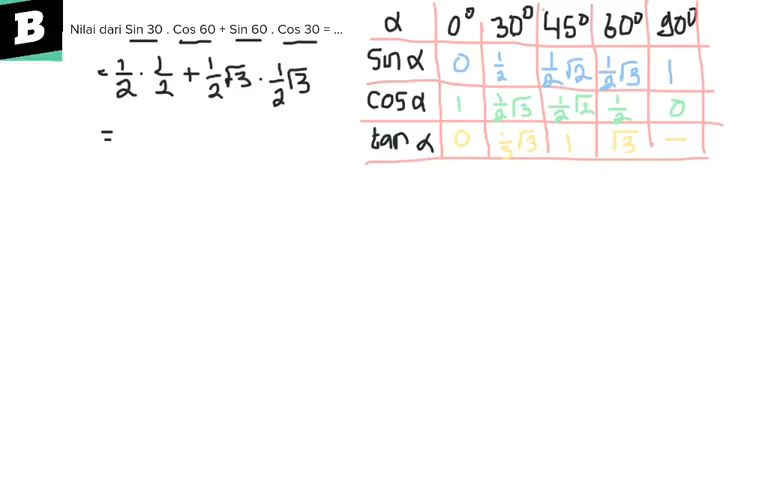 B
Nilai dari Sin 30 . Cos 60 + Sin 60 . Cos 30 = ...
= 1/2 · 1/2 + 1/2 √3 · 1/2 √3
=
α 0° 30° 45° 60° 90°
Sin α 0 1/2 1/2 √2 1/2 √3 1
Cos α 1 1/2 √3 1/2 √2 1/2 0
tan α 0 1/3 √3 1 √3 —